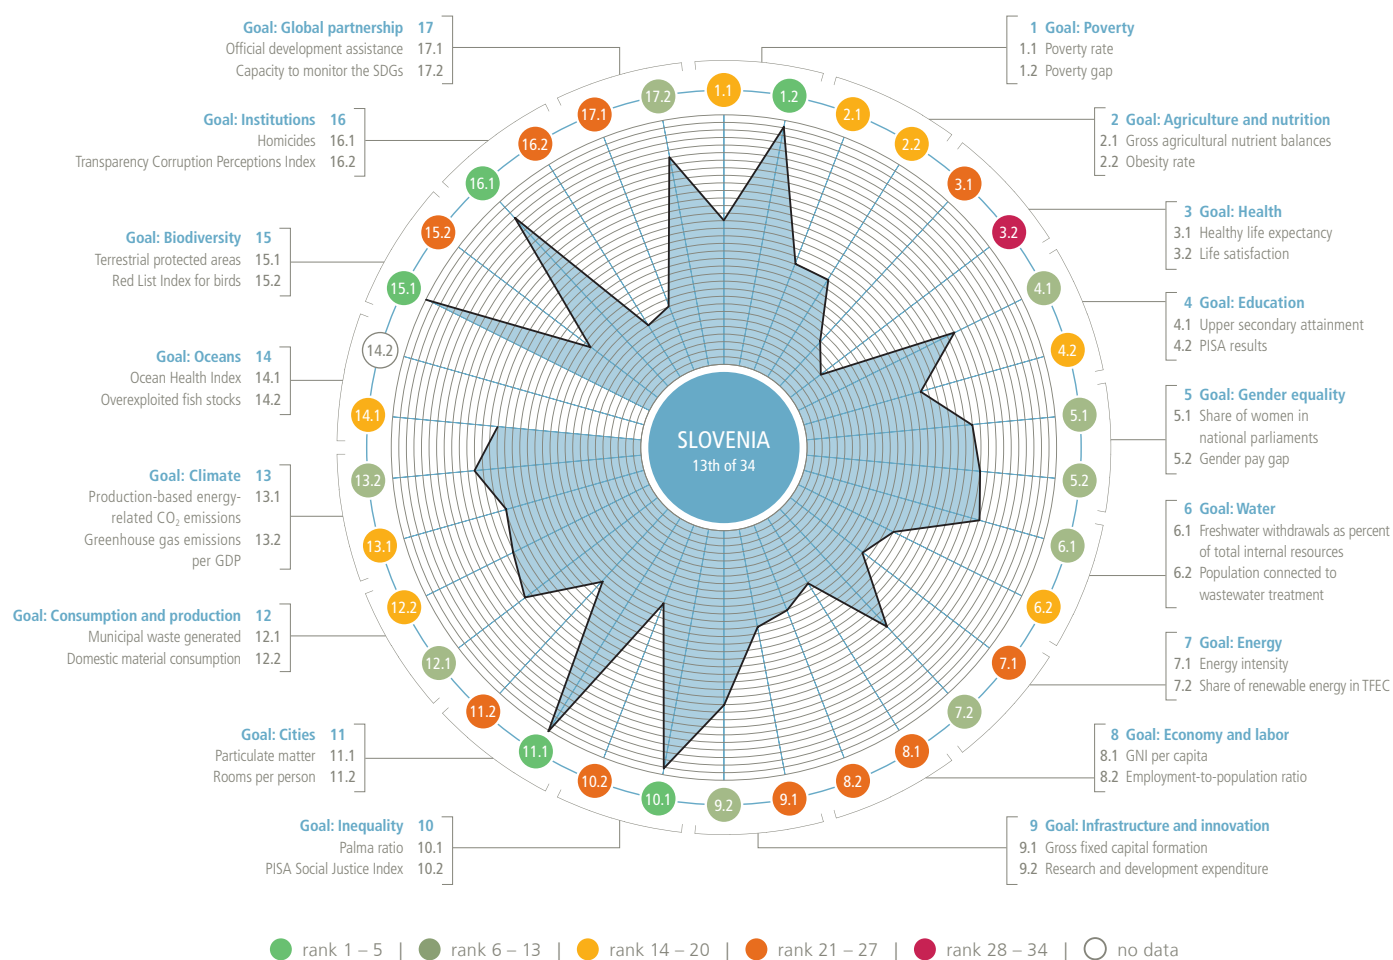 Goal: Global partnership 17
Official development assistance 17.1
Capacity to monitor the SDGs 17.2
1 Goal: Poverty
1.1 Poverty rate
1.2 Poverty gap
Goal: Institutions 16
Homicides 16.1
Transparency Corruption Perceptions Index 16.2
2 Goal: Agriculture and nutrition
2.1 Gross agricultural nutrient balances
2.2 Obesity rate
3 Goal: Health
3.1 Healthy life expectancy
3.2 Life satisfaction
Goal: Biodiversity 15
Terrestrial protected areas 15.1
Red List Index for birds 15.2
4 Goal: Education
4.1 Upper secondary attainment
4.2 PISA results
Goal: Oceans 14
Ocean Health Index 14.1
Overexploited fish stocks 14.2
5 Goal: Gender equality
5.1 Share of women in
national parliaments
5.2 Gender pay gap
Goal: Climate 13
Production-based energy- 13.1
related CO₂ emissions
Greenhouse gas emissions 13.2
per GDP
6 Goal: Water
6.1 Freshwater withdrawals as percent
of total internal resources
6.2 Population connected to
wastewater treatment
Goal: Consumption and production 12
Municipal waste generated 12.1
Domestic material consumption 12.2
7 Goal: Energy
7.1 Energy intensity
7.2 Share of renewable energy in TFEC
Goal: Cities 11
Particulate matter 11.1
Rooms per person 11.2
8 Goal: Economy and labor
8.1 GNI per capita
8.2 Employment-to-population ratio
Goal: Inequality 10
Palma ratio 10.1
PISA Social Justice Index 10.2
9 Goal: Infrastructure and innovation
9.1 Gross fixed capital formation
9.2 Research and development expenditure
1.1
1.2
2.1
2.2
3.1
3.2
4.1
4.2
5.1
5.2
6.1
6.2
7.1
7.2
8.1
8.2
9.1
9.2
10.1
10.2
11.1
11.2
12.1
12.2
13.1
13.2
14.1
14.2
15.1
15.2
16.1
16.2
17.1
17.2
SLOVENIA
13th of 34
rank 1 – 5 | rank 6 – 13 | rank 14 – 20 | rank 21 – 27 | rank 28 – 34 | no data